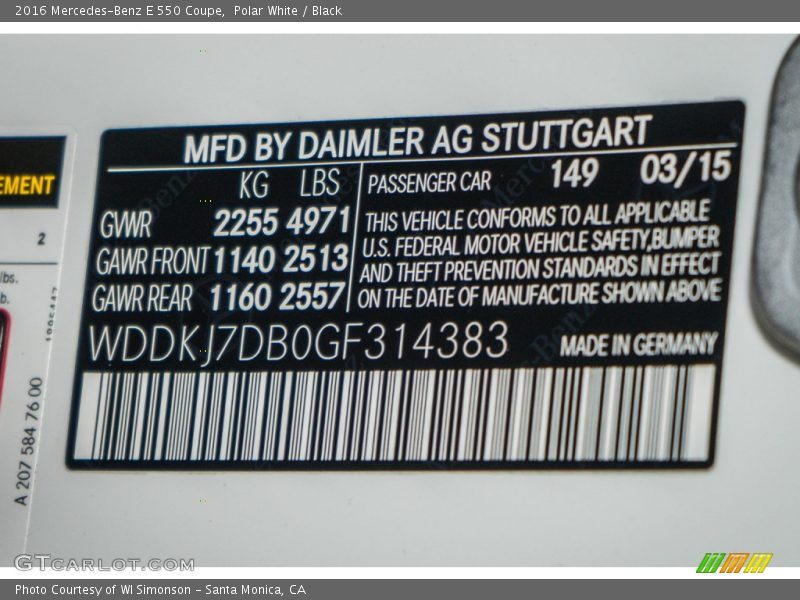 2016 Mercedes-Benz E 550 Coupe,  Polar White / Black
MFD BY DAIMLER AG STUTTGART
KG LBS
GWR 2255 4971
GAWR FRONT 1140 2513
GAWR REAR 1160 2557
PASSENGER CAR 149 03/15
THIS VEHICLE CONFORMS TO ALL APPLICABLE
U.S. FEDERAL MOTOR VEHICLE SAFETY, BUMPER
AND THEFT PREVENTION STANDARDS IN EFFECT
ON THE DATE OF MANUFACTURE SHOWN ABOVE
WDDKJ7DB0GF314383 MADE IN GERMANY
EMENT
2
lbs.
b.
A 207 584 76 00
GTCARLOT.COM
Photo Courtesy of WI Simonson - Santa Monica, CA